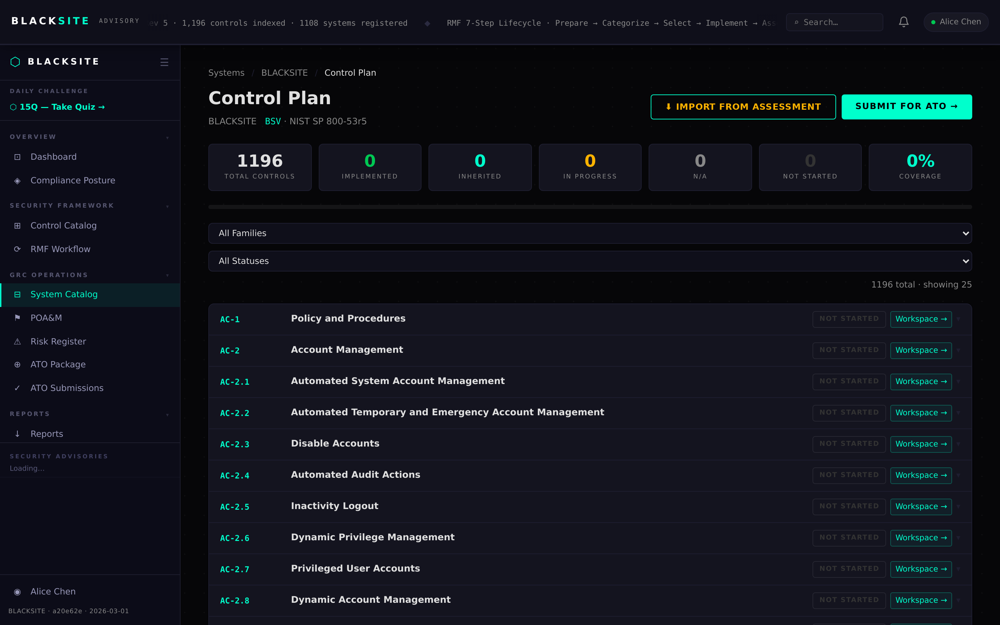 BLACKSITE ADVISORY
ev 5 · 1,196 controls indexed · 1108 systems registered ◆ RMF 7-Step Lifecycle · Prepare → Categorize → Select → Implement → Ass
Search…
Alice Chen
BLACKSITE
DAILY CHALLENGE
15Q — Take Quiz →
OVERVIEW
Dashboard
Compliance Posture
SECURITY FRAMEWORK
Control Catalog
RMF Workflow
GRC OPERATIONS
System Catalog
POA&M
Risk Register
ATO Package
ATO Submissions
REPORTS
Reports
SECURITY ADVISORIES
Loading…
Alice Chen
BLACKSITE · a20e62e · 2026-03-01
Systems / BLACKSITE / Control Plan
Control Plan
BLACKSITE BSV · NIST SP 800-53r5
⬇ IMPORT FROM ASSESSMENT
SUBMIT FOR ATO →
1196
TOTAL CONTROLS
0
IMPLEMENTED
0
INHERITED
0
IN PROGRESS
0
N/A
0
NOT STARTED
0%
COVERAGE
All Families
All Statuses
1196 total · showing 25
AC-1 Policy and Procedures NOT STARTED Workspace →
AC-2 Account Management NOT STARTED Workspace →
AC-2.1 Automated System Account Management NOT STARTED Workspace →
AC-2.2 Automated Temporary and Emergency Account Management NOT STARTED Workspace →
AC-2.3 Disable Accounts NOT STARTED Workspace →
AC-2.4 Automated Audit Actions NOT STARTED Workspace →
AC-2.5 Inactivity Logout NOT STARTED Workspace →
AC-2.6 Dynamic Privilege Management NOT STARTED Workspace →
AC-2.7 Privileged User Accounts NOT STARTED Workspace →
AC-2.8 Dynamic Account Management NOT STARTED Workspace →